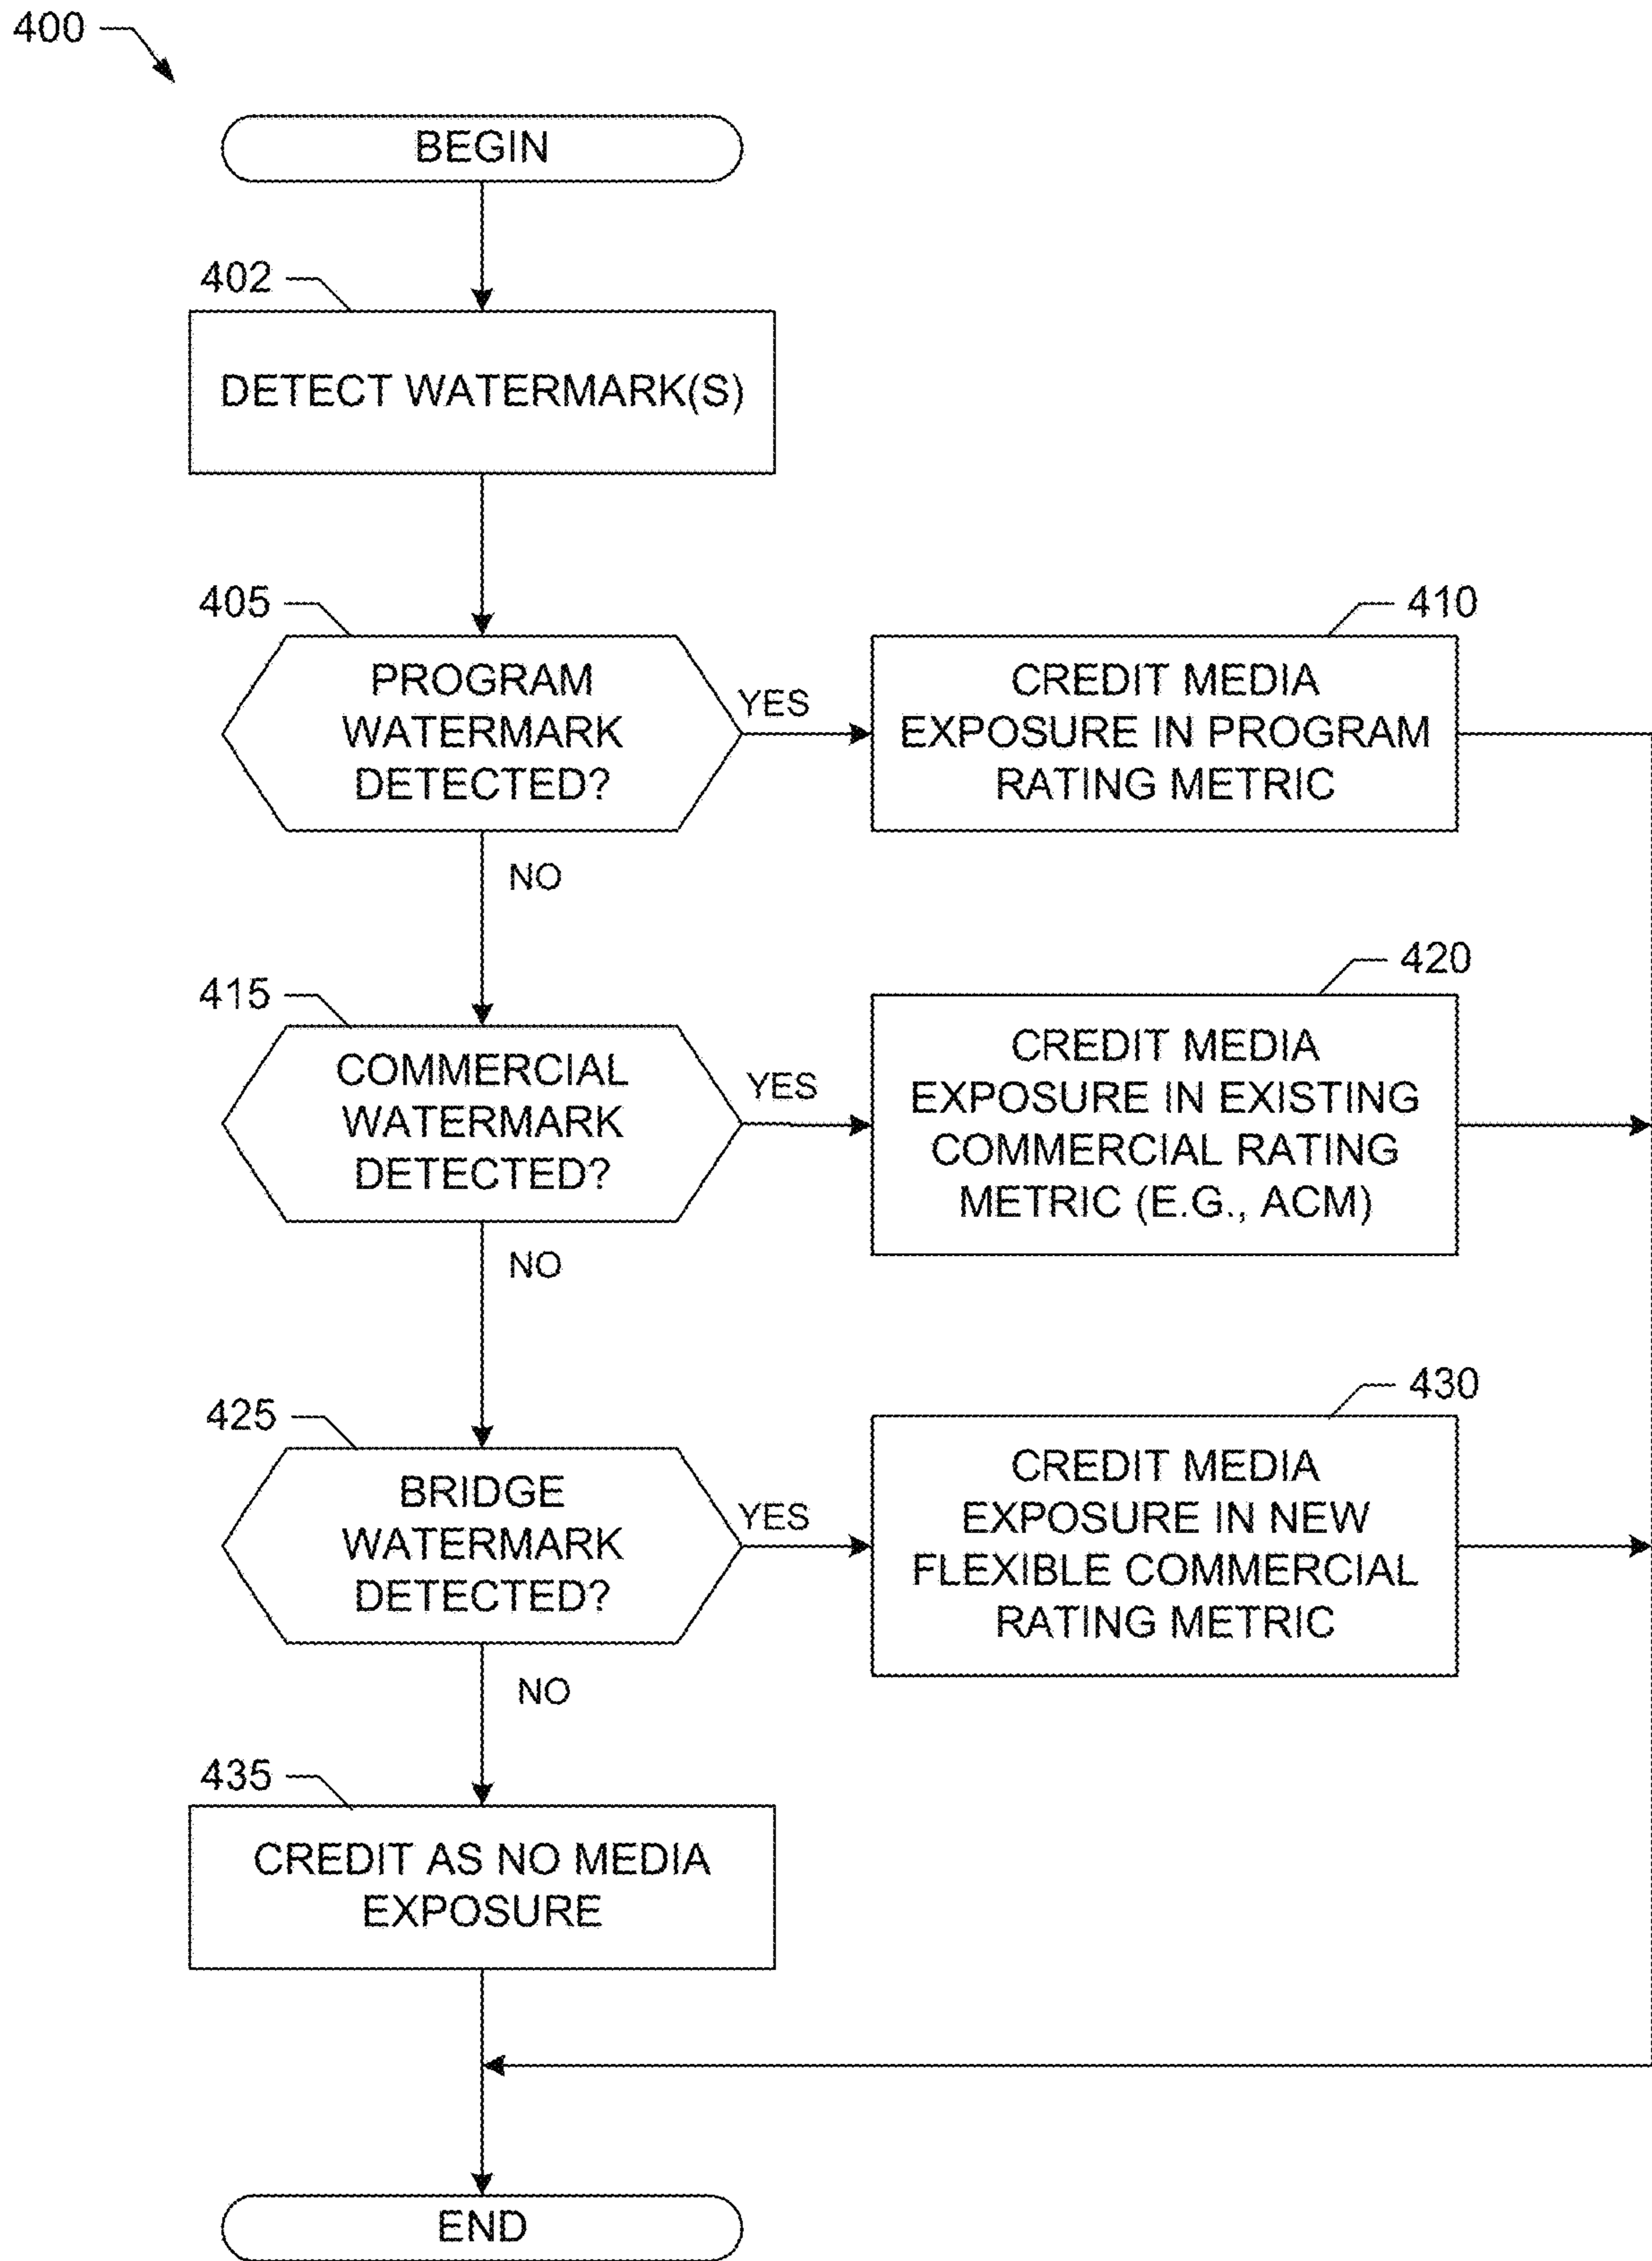 400
BEGIN
402
DETECT WATERMARK(S)
405
PROGRAM
WATERMARK
DETECTED?
YES
410
CREDIT MEDIA
EXPOSURE IN PROGRAM
RATING METRIC
NO
415
COMMERCIAL
WATERMARK
DETECTED?
YES
420
CREDIT MEDIA
EXPOSURE IN EXISTING
COMMERCIAL RATING
METRIC (E.G., ACM)
NO
425
BRIDGE
WATERMARK
DETECTED?
YES
430
CREDIT MEDIA
EXPOSURE IN NEW
FLEXIBLE COMMERCIAL
RATING METRIC
NO
435
CREDIT AS NO MEDIA
EXPOSURE
END